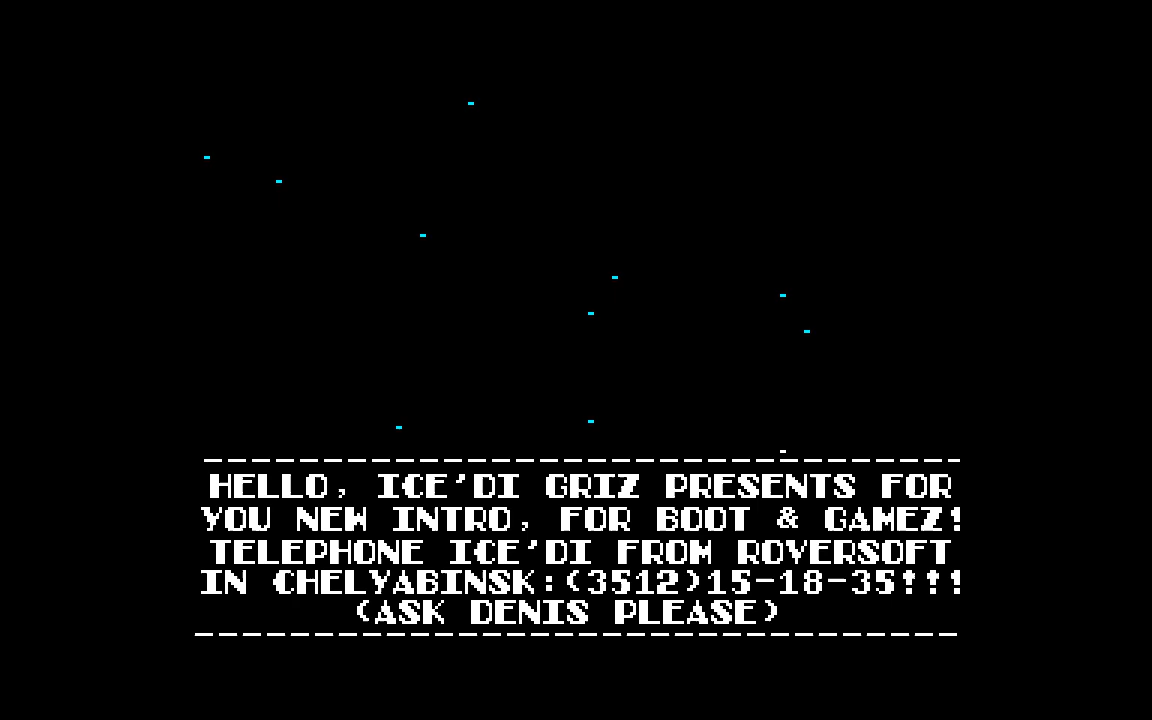 HELLO, ICE'DI GRIZ PRESENTS FOR
YOU NEW INTRO, FOR BOOT & GAMEZ!
TELEPHONE ICE'DI FROM ROVERSOFT
IN CHELYABINSK:(3512)15-18-35!!!
(ASK DENIS PLEASE)